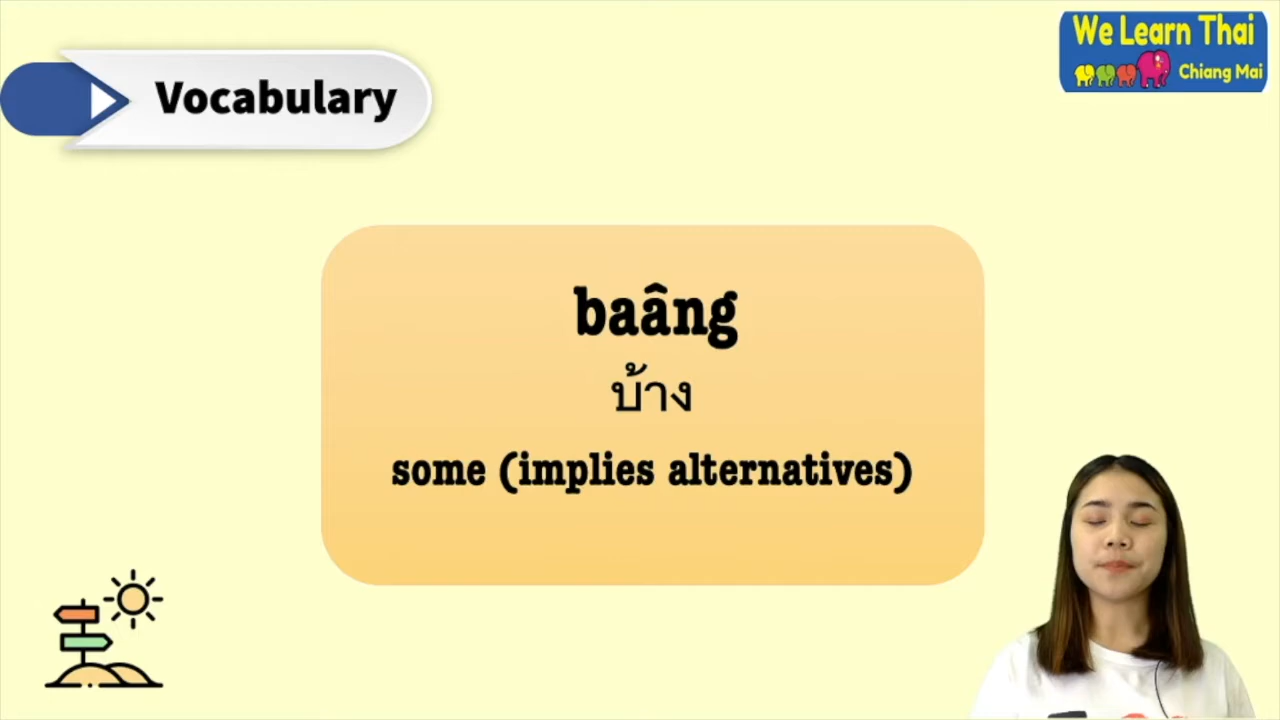 We Learn Thai
Chiang Mai
Vocabulary
baâng
บ้าง
some (implies alternatives)